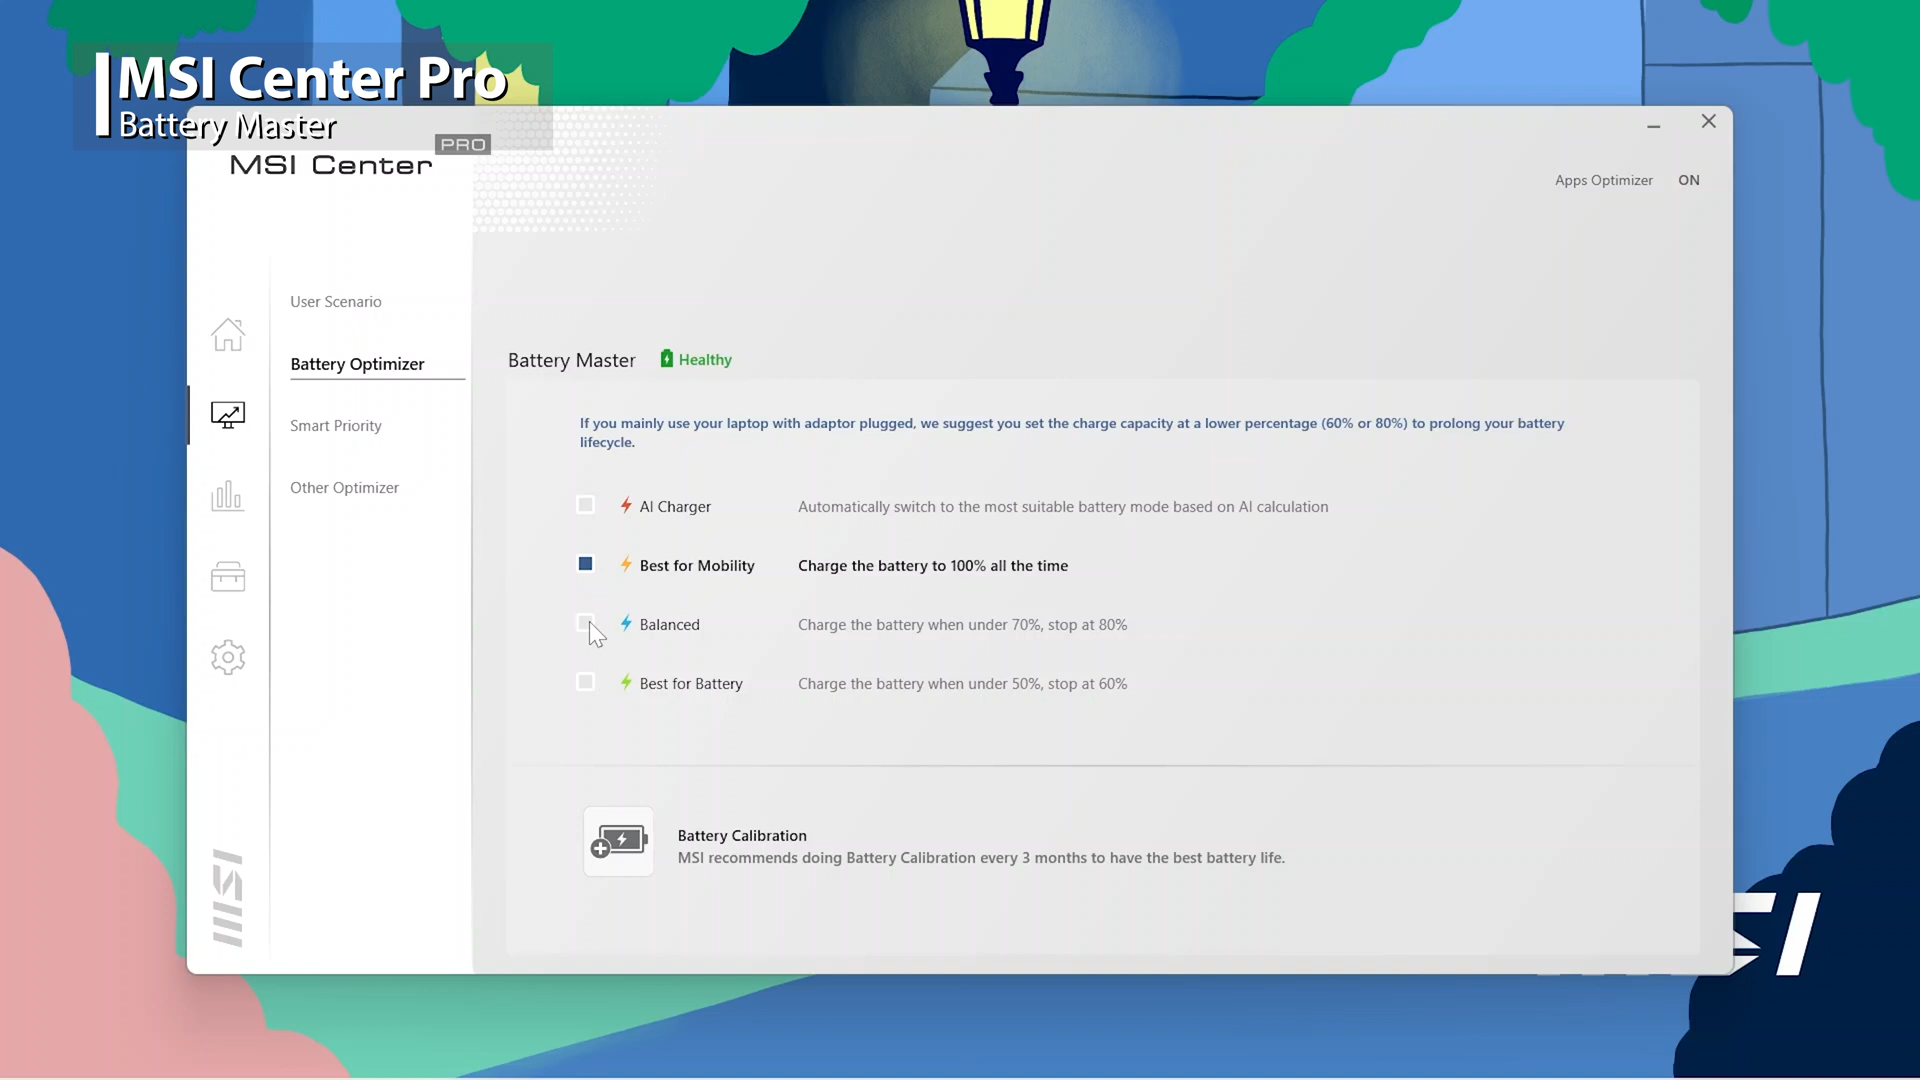 MSI Center Pro
Battery Master
MSI Center PRO
Apps Optimizer ON
User Scenario
Battery Optimizer
Smart Priority
Other Optimizer
Battery Master Healthy
If you mainly use your laptop with adaptor plugged, we suggest you set the charge capacity at a lower percentage (60% or 80%) to prolong your battery
lifecycle.
AI Charger Automatically switch to the most suitable battery mode based on AI calculation
Best for Mobility Charge the battery to 100% all the time
Balanced Charge the battery when under 70%, stop at 80%
Best for Battery Charge the battery when under 50%, stop at 60%
Battery Calibration
MSI recommends doing Battery Calibration every 3 months to have the best battery life.
MSI
SI